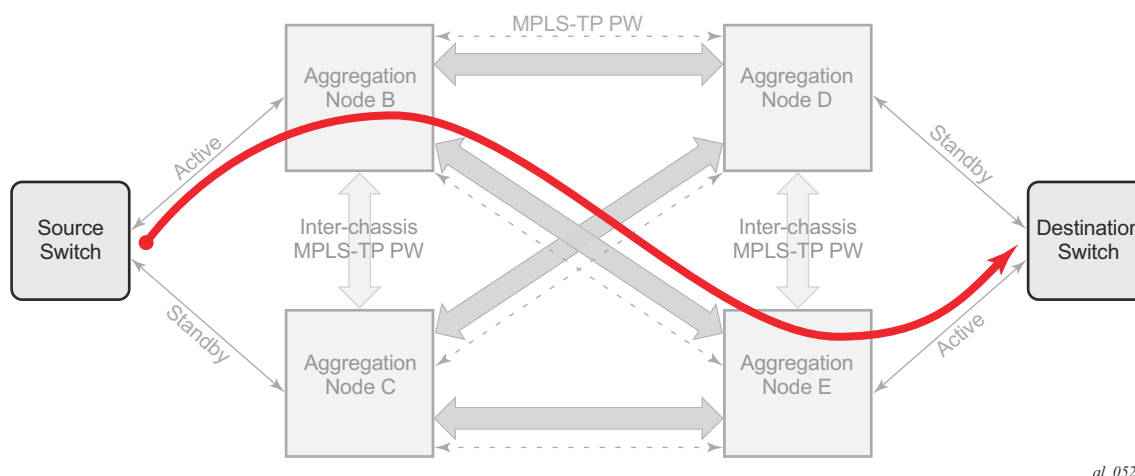 MPLS-TP PW
Aggregation
Node B
Aggregation
Node D
Active
Standby
Source
Switch
Inter-chassis
MPLS-TP PW
Inter-chassis
MPLS-TP PW
Destination
Switch
Standby
Active
Aggregation
Node C
Aggregation
Node E
al_052